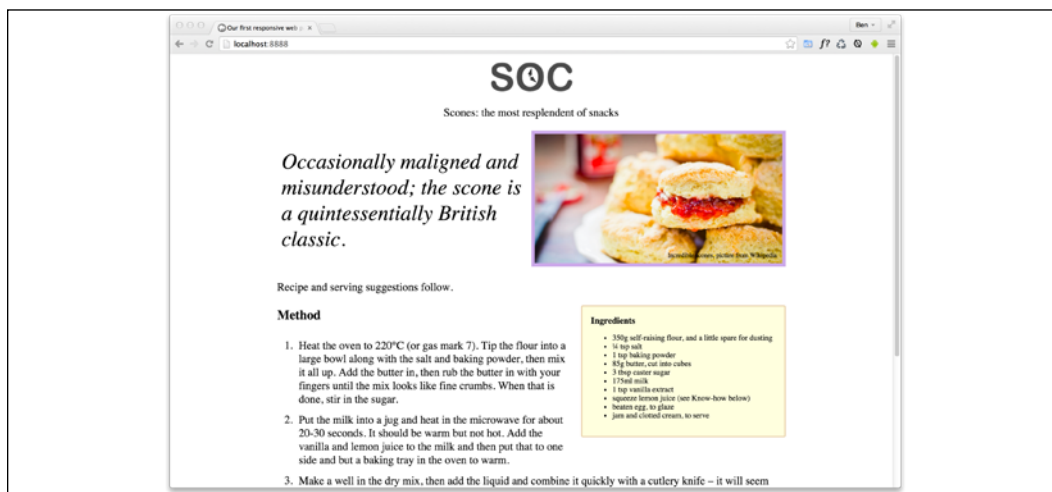 Our first responsive web p
Ben
localhost:8888
SOC
Scones: the most resplendent of snacks
Occasionally maligned and
misunderstood; the scone is
a quintessentially British
classic.
Incredible scones, picture from Wikipedia
Recipe and serving suggestions follow.
Method
1. Heat the oven to 220ºC (or gas mark 7). Tip the flour into a
large bowl along with the salt and baking powder, then mix
it all up. Add the butter in, then rub the butter in with your
fingers until the mix looks like fine crumbs. When that is
done, stir in the sugar.
2. Put the milk into a jug and heat in the microwave for about
20-30 seconds. It should be warm but not hot. Add the
vanilla and lemon juice to the milk and then put that to one
side and but a baking tray in the oven to warm.
3. Make a well in the dry mix, then add the liquid and combine it quickly with a cutlery knife – it will seem
Ingredients
• 350g self-raising flour, and a little spare for dusting
• ¼ tsp salt
• 1 tsp baking powder
• 85g butter, cut into cubes
• 3 tbsp caster sugar
• 175ml milk
• 1 tsp vanilla extract
• squeeze lemon juice (see Know-how below)
• beaten egg, to glaze
• jam and clotted cream, to serve